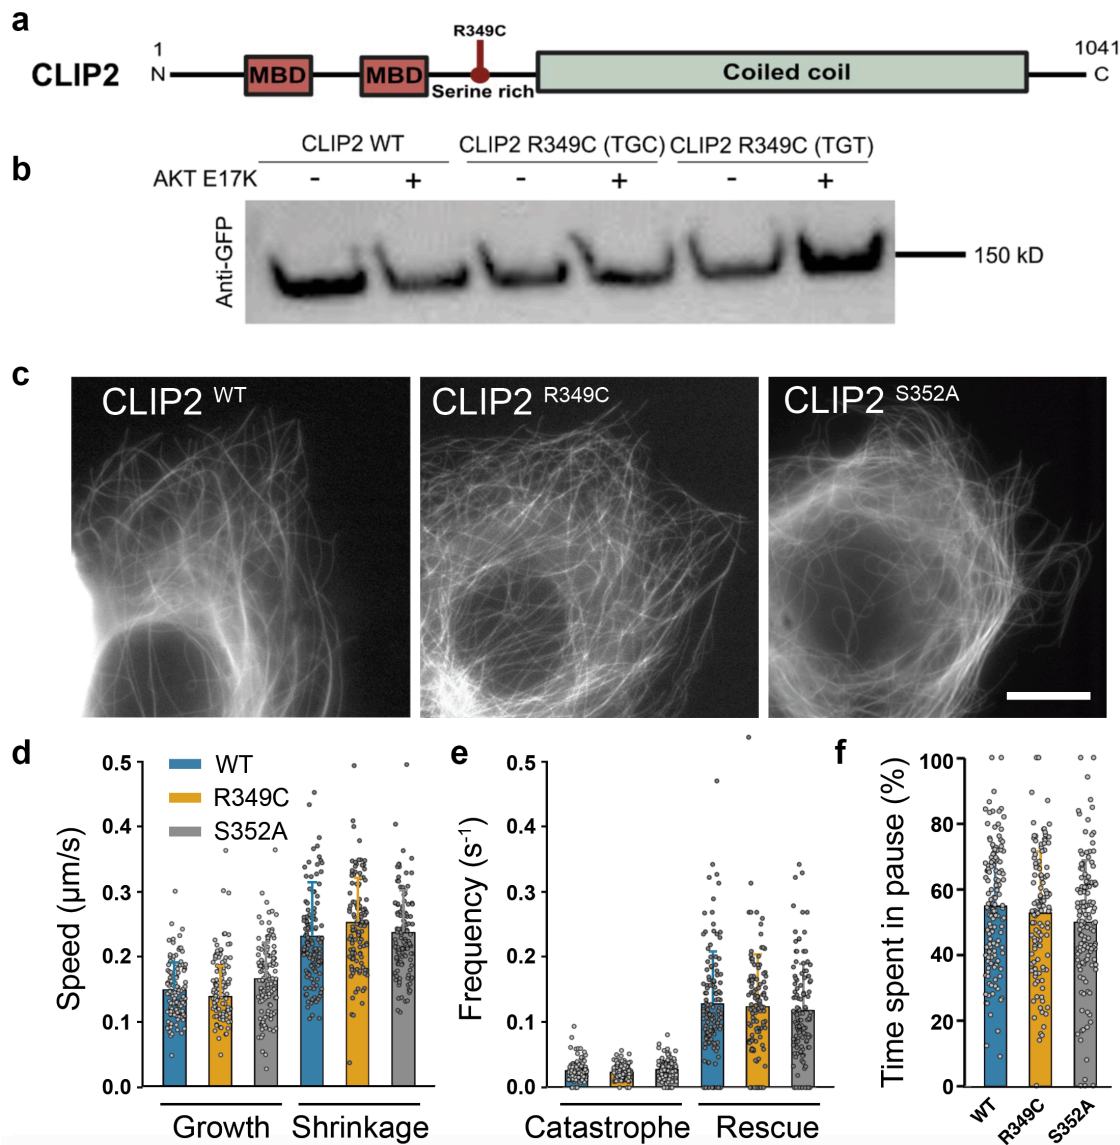 a
R349C
1
1041
CLIP2
N
MBD
MBD
Coiled coil
C
Serine rich
b
CLIP2 WT
CLIP2 R349C (TGC)
CLIP2 R349C (TGT)
AKT E17K
- + - + - +
Anti-GFP
150 kD
c
CLIP2 WT
CLIP2 R349C
CLIP2 S352A
d
Speed (µm/s)
0.5
0.4
0.3
0.2
0.1
0.0
WT
R349C
S352A
Growth
Shrinkage
e
Frequency (s-1)
0.5
0.4
0.3
0.2
0.1
0.0
Catastrophe
Rescue
f
Time spent in pause (%)
100
80
60
40
20
0
WT
R349C
S352A